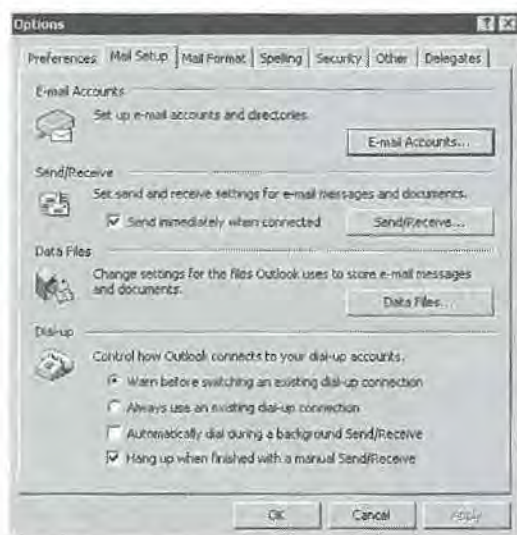 Options
Preferences Mail Setup Mail Format Spelling Security Other Delegates
E-mail Accounts
Set up e-mail accounts and directories.
E-mail Accounts...
Send/Receive
Set send and receive settings for e-mail messages and documents.
Send immediately when connected
Send/Receive...
Data Files
Change settings for the files Outlook uses to store e-mail messages
and documents.
Data Files...
Dial-up
Control how Outlook connects to your dial-up accounts.
Warn before switching an existing dial-up connection
Always use an existing dial-up connection
Automatically dial during a background Send/Receive
Hang up when finished with a manual Send/Receive
OK Cancel Apply